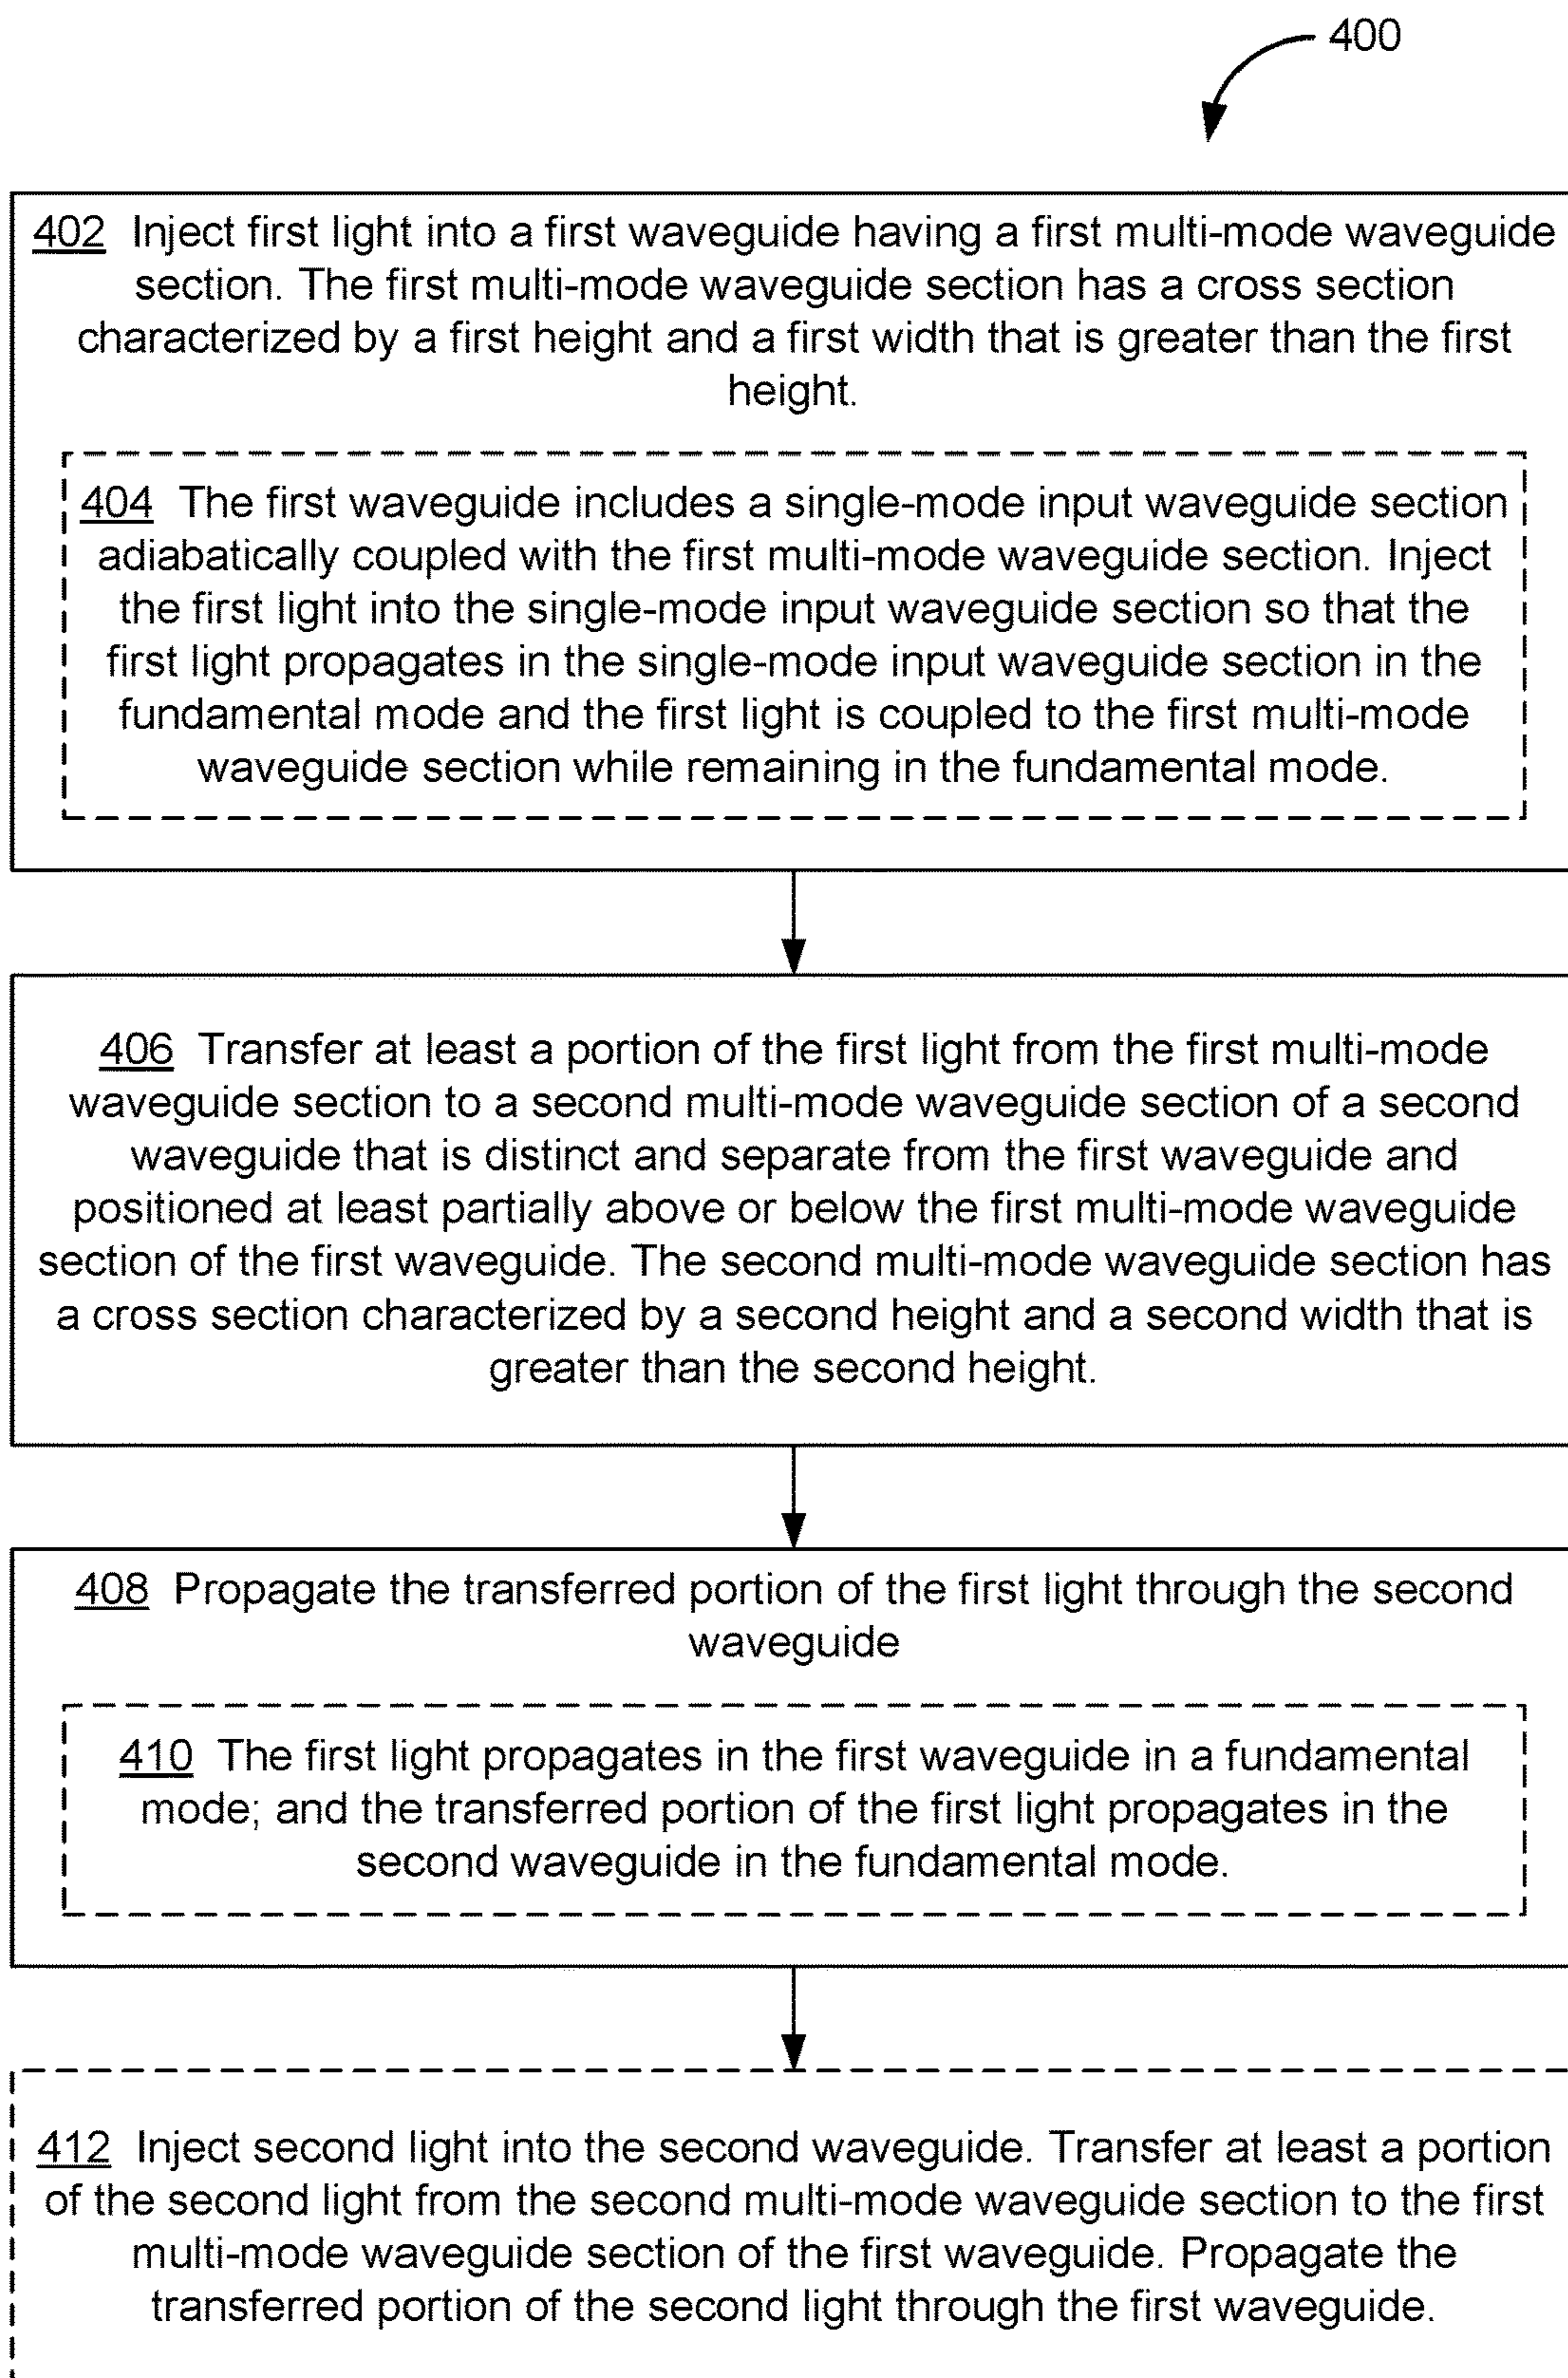 400
402 Inject first light into a first waveguide having a first multi-mode waveguide
section. The first multi-mode waveguide section has a cross section
characterized by a first height and a first width that is greater than the first
height.
404 The first waveguide includes a single-mode input waveguide section
adiabatically coupled with the first multi-mode waveguide section. Inject
the first light into the single-mode input waveguide section so that the
first light propagates in the single-mode input waveguide section in the
fundamental mode and the first light is coupled to the first multi-mode
waveguide section while remaining in the fundamental mode.
406 Transfer at least a portion of the first light from the first multi-mode
waveguide section to a second multi-mode waveguide section of a second
waveguide that is distinct and separate from the first waveguide and
positioned at least partially above or below the first multi-mode waveguide
section of the first waveguide. The second multi-mode waveguide section has
a cross section characterized by a second height and a second width that is
greater than the second height.
408 Propagate the transferred portion of the first light through the second
waveguide
410 The first light propagates in the first waveguide in a fundamental
mode; and the transferred portion of the first light propagates in the
second waveguide in the fundamental mode.
412 Inject second light into the second waveguide. Transfer at least a portion
of the second light from the second multi-mode waveguide section to the first
multi-mode waveguide section of the first waveguide. Propagate the
transferred portion of the second light through the first waveguide.